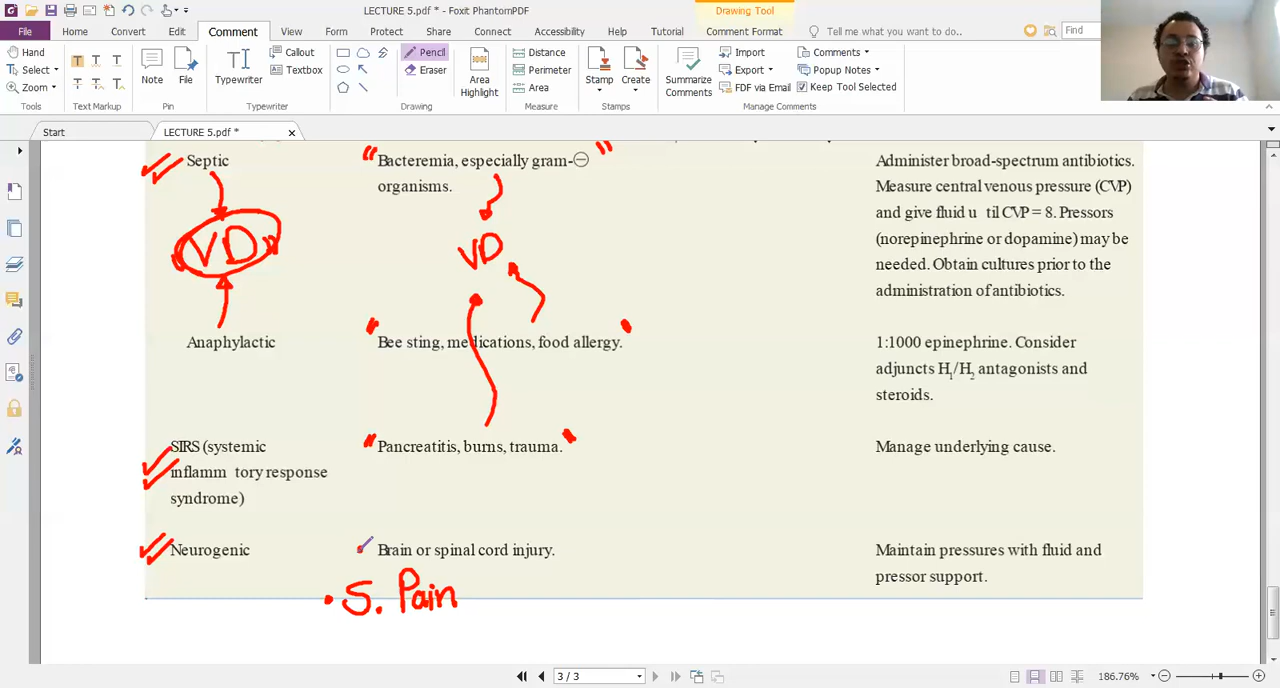 LECTURE 5.pdf * - Foxit PhantomPDF
Drawing Tool
File Home Convert Edit Comment View Form Protect Share Connect Accessibility Help Tutorial Comment Format Tell me what you want to do.. Find
Hand
Select
Zoom
Tools
T T T
T T T
Text Markup
Note
File
Pin
Typewriter
Callout
Textbox
Typewriter
Pencil
Eraser
Drawing
Area Highlight
Distance
Perimeter
Area
Measure
Stamp
Create
Stamps
Summarize Comments
Import
Export
FDF via Email
Comments
Popup Notes
Keep Tool Selected
Manage Comments
Start
LECTURE 5.pdf *
Septic
VD
Anaphylactic
SIRS (systemic
inflamm tory response
syndrome)
Neurogenic
Bacteremia, especially gram-⊖
organisms.
VD
Bee sting, medications, food allergy.
Pancreatitis, burns, trauma.
Brain or spinal cord injury.
S. Pain
Administer broad-spectrum antibiotics.
Measure central venous pressure (CVP)
and give fluid u til CVP = 8. Pressors
(norepinephrine or dopamine) may be
needed. Obtain cultures prior to the
administration of antibiotics.
1:1000 epinephrine. Consider
adjuncts H1/H2 antagonists and
steroids.
Manage underlying cause.
Maintain pressures with fluid and
pressor support.
3 / 3
186.76%